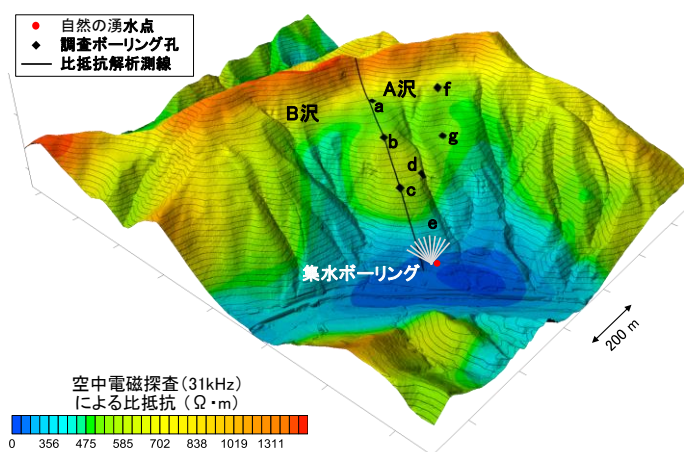 自然の湧水点
調査ボーリング孔
比抵抗解析測線
A沢
f
a
B沢
b
g
d
c
e
集水ボーリング
200 m
空中電磁探査(31kHz)
による比抵抗 (Ω・m)
0 356 475 585 702 838 1019 1311